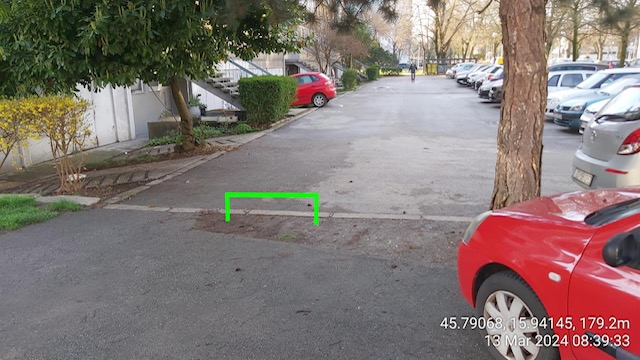 45.79068, 15.94145, 179.2m
13 Mar 2024 08:39:33